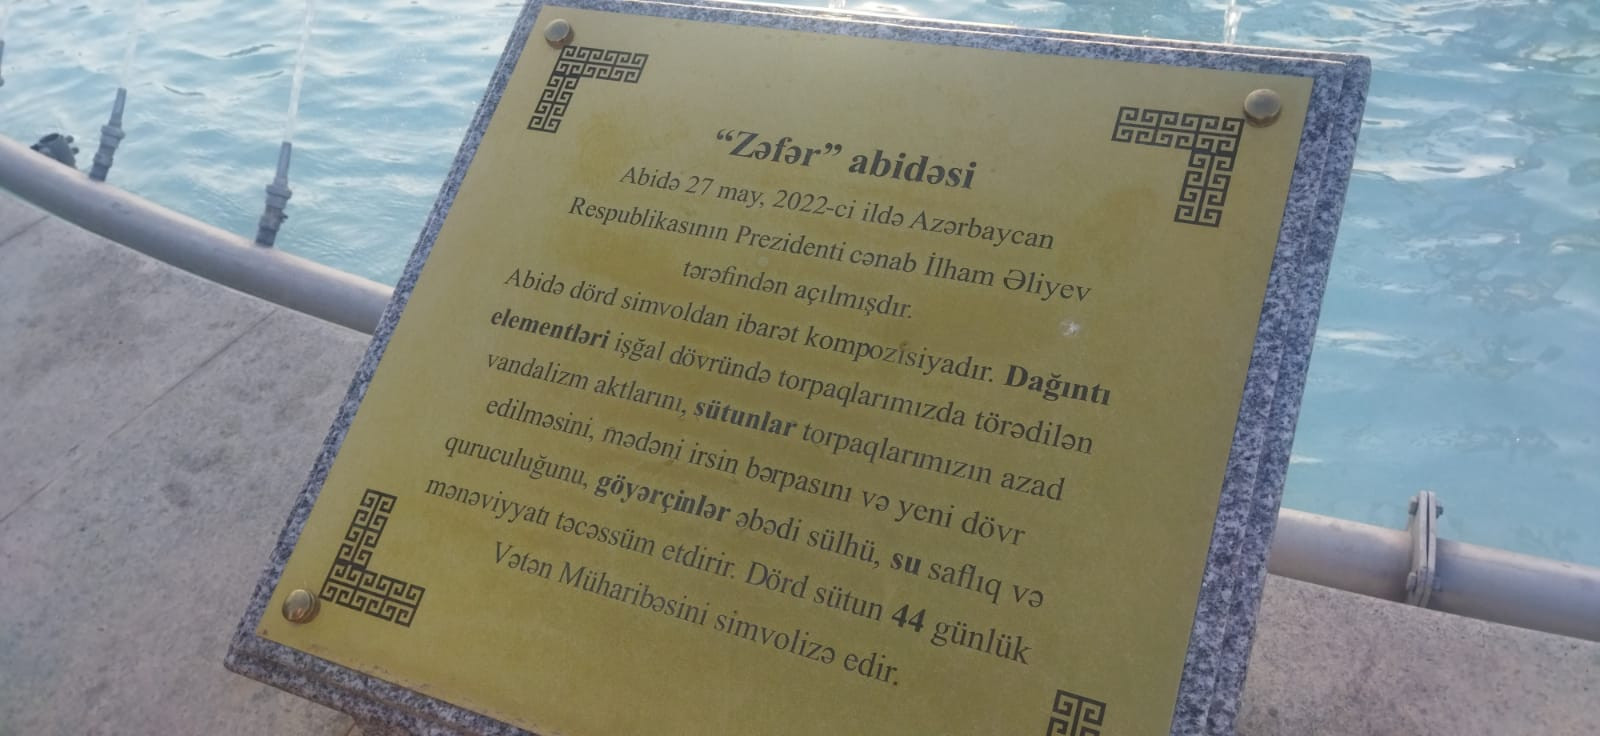 “Zəfər” abidəsi
Abidə 27 may, 2022-ci ildə Azərbaycan
Respublikasının Prezidenti cənab İlham Əliyev
tərəfindən açılmışdır.
Abidə dörd simvoldan ibarət kompozisiyadır. Dağıntı
elementləri işğal dövründə torpaqlarımızda törədilən
vandalizm aktlarını, sütunlar torpaqlarımızın azad
edilməsini, mədəni irsin bərpasını və yeni dövr
quruculuğunu, göyərçinlər əbədi sülhü, su saflıq və
mənəviyyatı təcəssüm etdirir. Dörd sütun 44 günlük
Vətən Müharibəsini simvolizə edir.